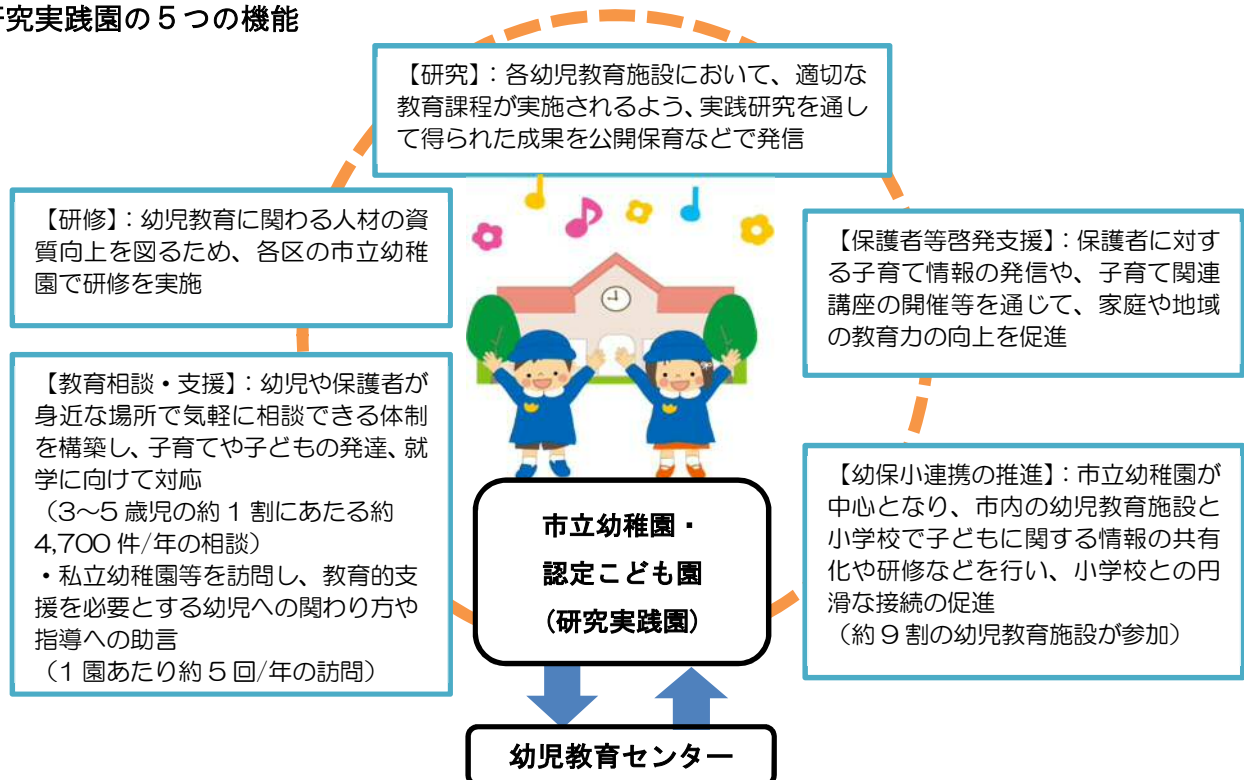 研究実践園の5つの機能
【研究】：各幼児教育施設において、適切な
教育課程が実施されるよう、実践研究を通し
て得られた成果を公開保育などで発信
【研修】：幼児教育に関わる人材の資
質向上を図るため、各区の市立幼稚
園で研修を実施
【保護者等啓発支援】：保護者に対す
る子育て情報の発信や、子育て関連
講座の開催等を通じて、家庭や地域
の教育力の向上を促進
【教育相談・支援】：幼児や保護者が
身近な場所で気軽に相談できる体制
を構築し、子育てや子どもの発達、就
学に向けて対応
（3～5 歳児の約 1 割にあたる約
4,700 件/年の相談）
・私立幼稚園等を訪問し、教育的支
援を必要とする幼児への関わり方や
指導への助言
（1 園あたり約 5 回/年の訪問）
【幼保小連携の推進】：市立幼稚園が
中心となり、市内の幼児教育施設と
小学校で子どもに関する情報の共有
化や研修などを行い、小学校との円
滑な接続の促進
（約 9 割の幼児教育施設が参加）
市立幼稚園・
認定こども園
（研究実践園）
幼児教育センター